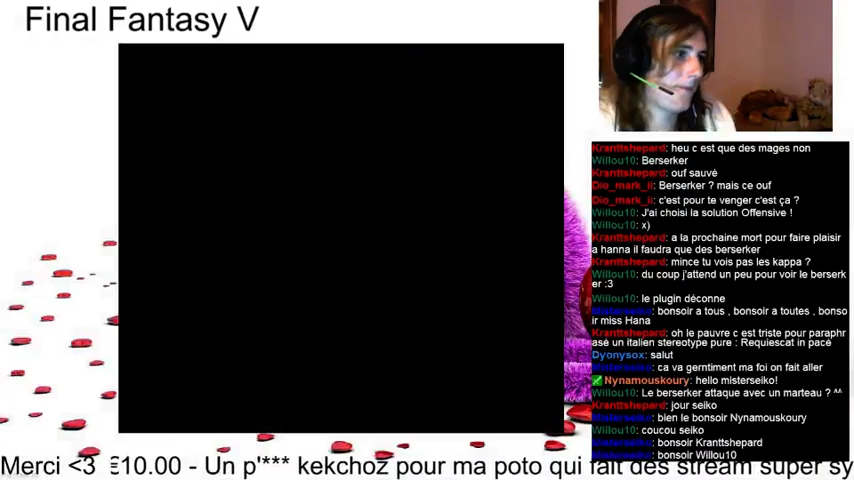 Final Fantasy V
Kranttshepard: heu c est que des mages non
Willou10: Berserker
Kranttshepard: ouf sauvé
Dio_mark_ii: Berserker ? mais ce ouf
Dio_mark_ii: c'est pour te venger c'est ça ?
Willou10: J'ai choisi la solution Offensive !
Willou10: x)
Kranttshepard: a la prochaine mort pour faire plaisir
a hanna il faudra que des berserker
Kranttshepard: mince tu vois pas les kappa ?
Willou10: du coup j'attend un peu pour voir le berserk
er :3
Willou10: le plugin déconne
Misterseiko: bonsoir a tous , bonsoir a toutes , bonso
ir miss Hana
Kranttshepard: oh le pauvre c est triste pour paraphr
asé un italien stereotype pure : Requiescat in pacé
Dyonysox: salut
Misterseiko: ca va gerntiment ma foi on fait aller
Nynamouskoury: hello misterseiko!
Willou10: Le berserker attaque avec un marteau ? ^^
Kranttshepard: jour seiko
Misterseiko: bien le bonsoir Nynamouskoury
Willou10: coucou seiko
Misterseiko: bonsoir Kranttshepard
Misterseiko: bonsoir Willou10
Merci <3 €10.00 - Un p'*** kekchoz pour ma poto qui fait des stream super sy